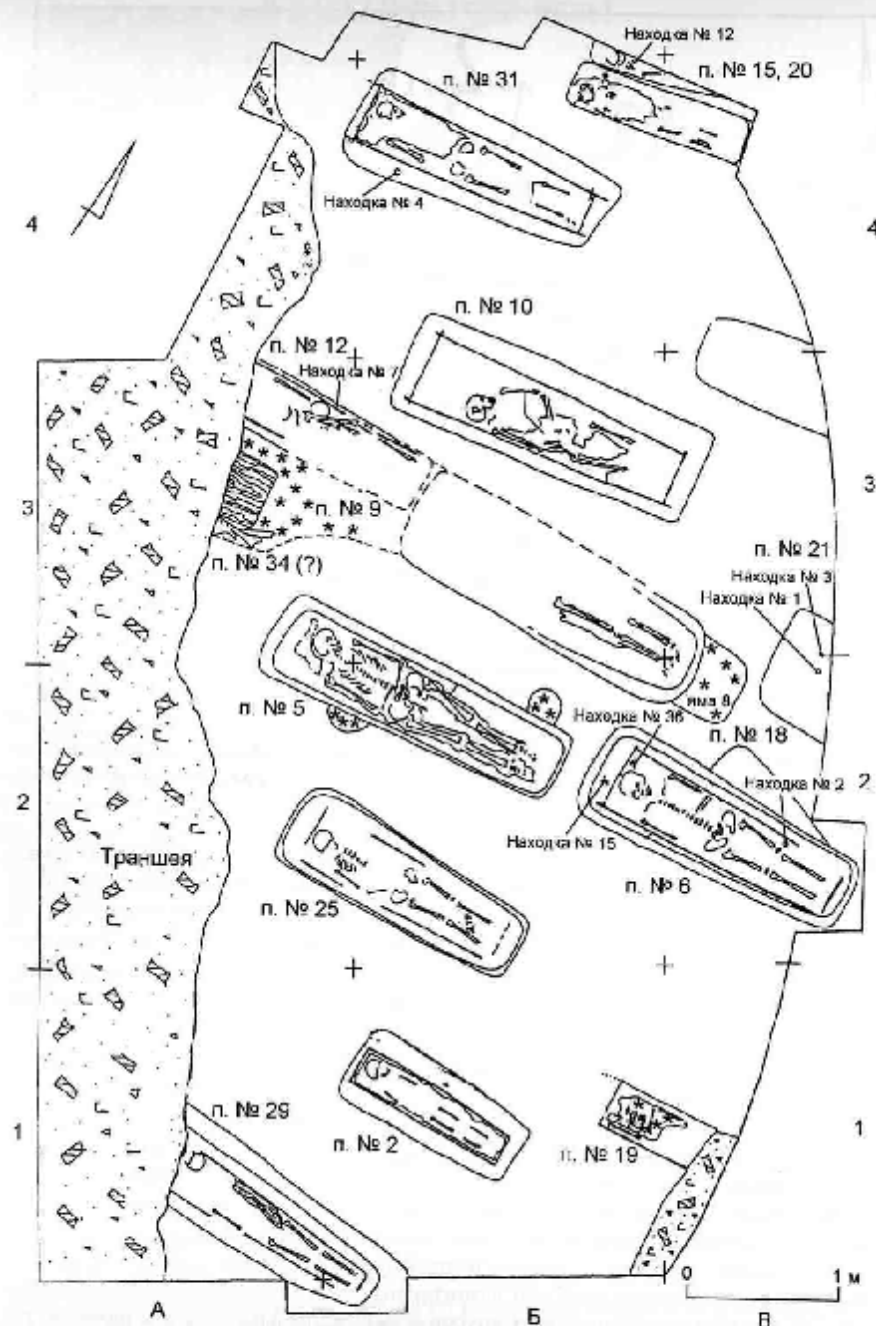 Находка № 12
п. № 31
п. № 15, 20
Находка № 4
4
4
п. № 10
п. № 12
Находка № 7
3
3
п. № 9
п. № 34 (?)
п. № 21
Находка № 3
Находка № 1
яма 8
п. № 5
п. № 18
Находка № 36
Находка № 2
2
2
Находка № 15
Траншея
п. № 6
п. № 25
п. № 29
1
1
п. № 2
п. № 19
0
1 м
А
Б
В